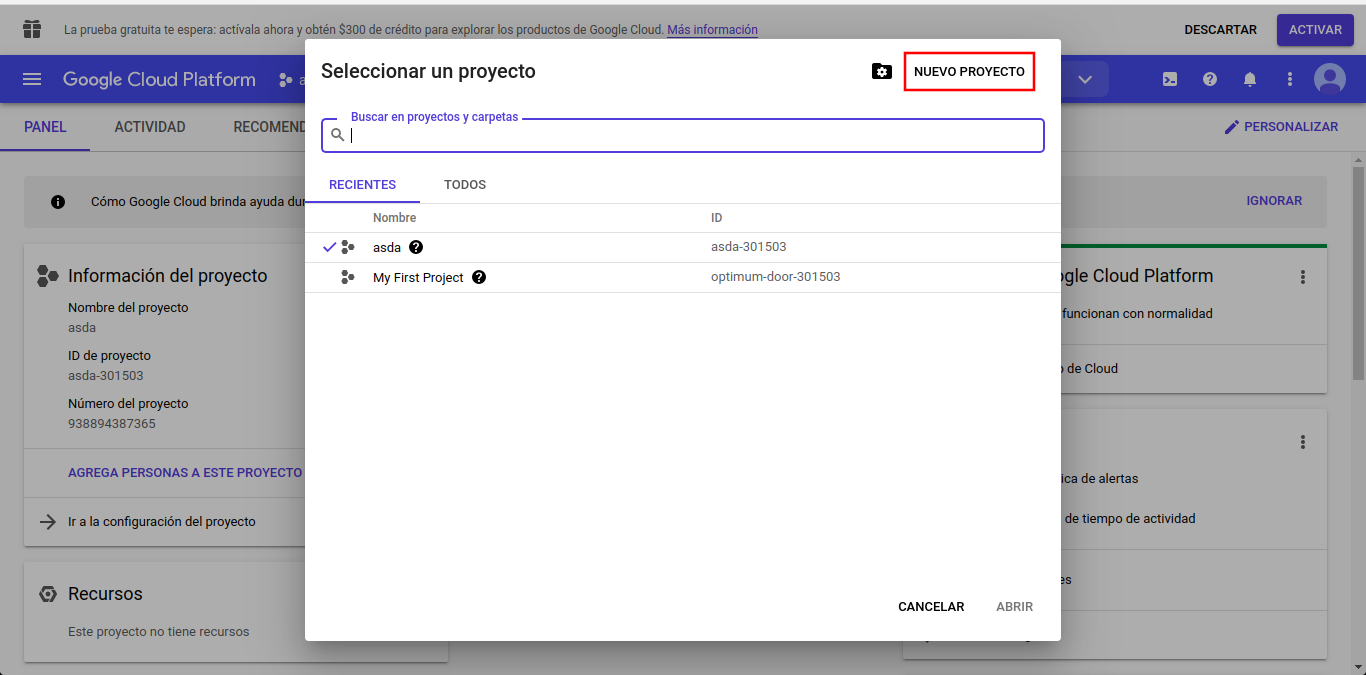 La prueba gratuita te espera: actívala ahora y obtén $300 de crédito para explorar los productos de Google Cloud. Más información
DESCARTAR
ACTIVAR
Google Cloud Platform
PANEL
ACTIVIDAD
RECOMEND
PERSONALIZAR
Seleccionar un proyecto
NUEVO PROYECTO
Buscar en proyectos y carpetas
RECIENTES
TODOS
Nombre
ID
asda
asda-301503
My First Project
optimum-door-301503
CANCELAR
ABRIR
Cómo Google Cloud brinda ayuda dur
IGNORAR
Información del proyecto
Nombre del proyecto
asda
ID de proyecto
asda-301503
Número del proyecto
938894387365
AGREGA PERSONAS A ESTE PROYECTO
Ir a la configuración del proyecto
Recursos
Este proyecto no tiene recursos
gle Cloud Platform
funcionan con normalidad
de Cloud
ica de alertas
de tiempo de actividad
es